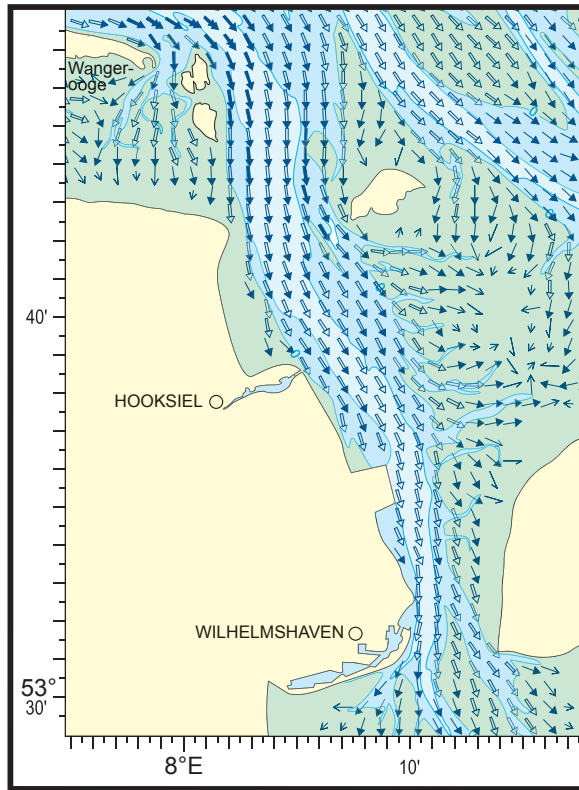 Wanger-
ooge
40'
HOOKSIEL
WILHELMSHAVEN
53°
30'
8°E
10'